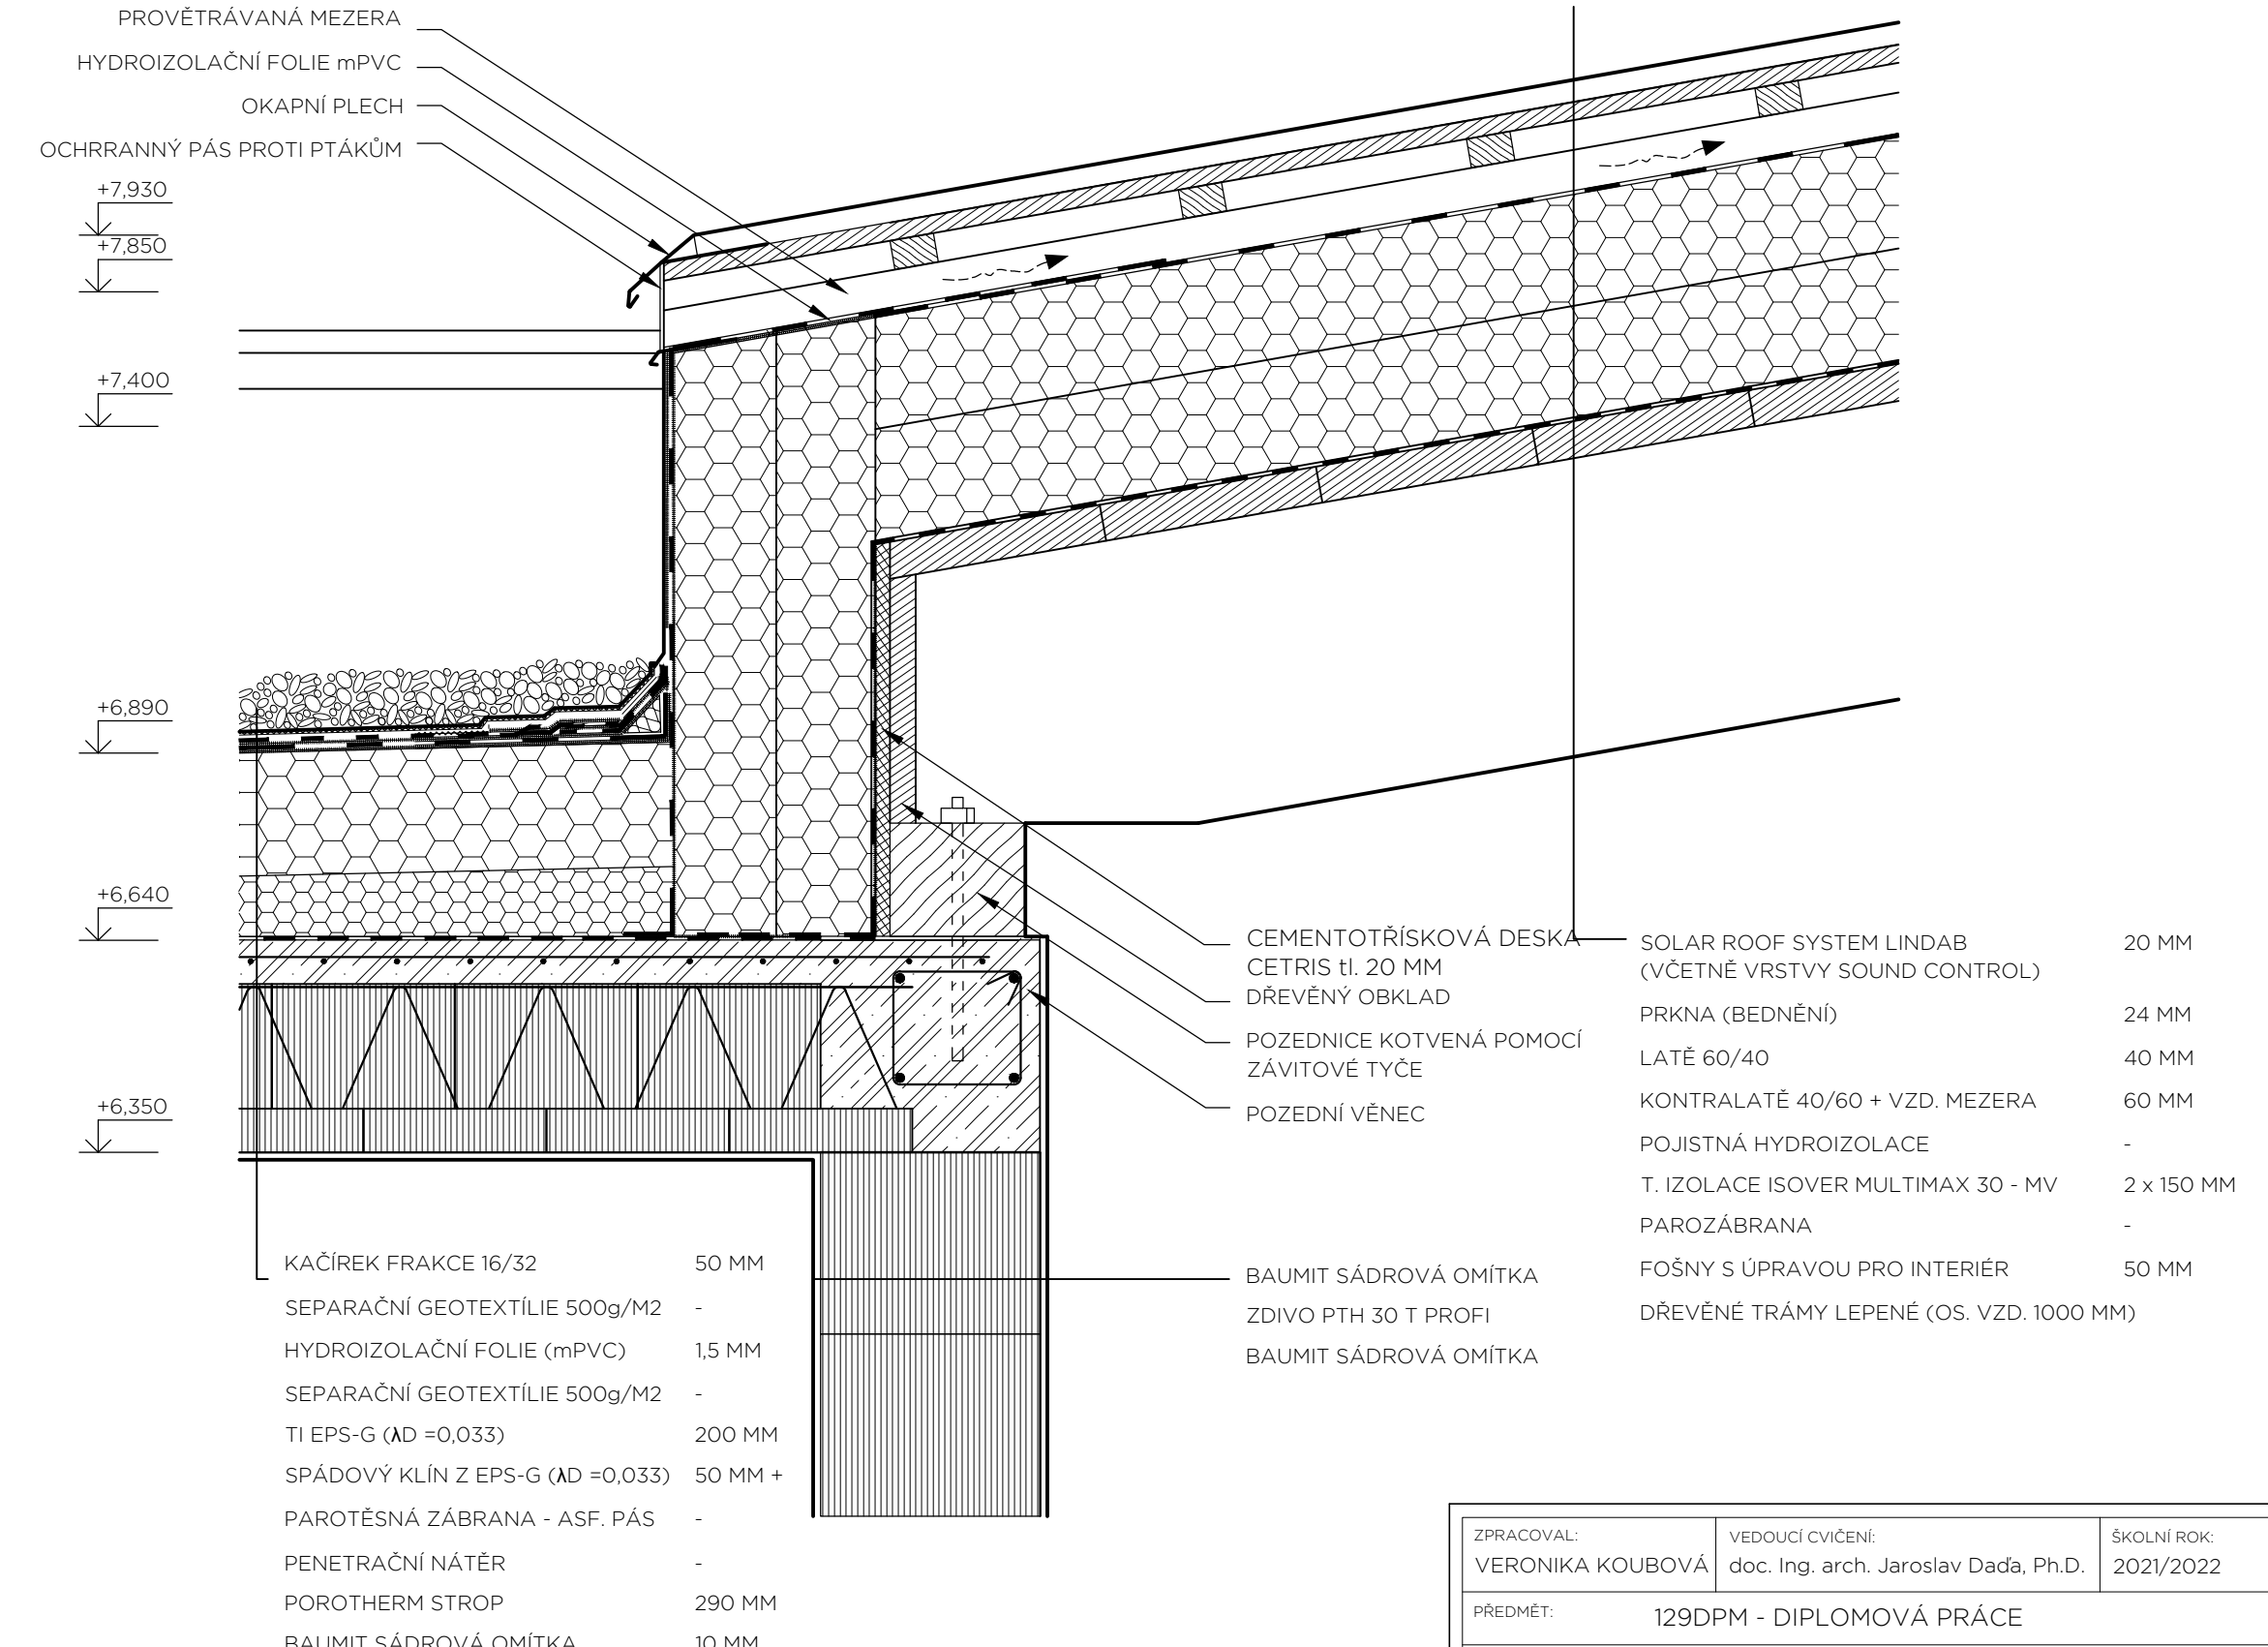 PROVĚTRÁVANÁ MEZERA
HYDROIZOLAČNÍ FOLIE mPVC
OKAPNÍ PLECH
OCHRRANNÝ PÁS PROTI PTÁKŮM
+7,930
+7,850
+7,400
+6,890
+6,640
+6,350
CEMENTOTŘÍSKOVÁ DESKA
CETRIS tl. 20 MM
DŘEVĚNÝ OBKLAD
POZEDNICE KOTVENÁ POMOCÍ
ZÁVITOVÉ TYČE
POZEDNÍ VĚNEC
SOLAR ROOF SYSTEM LINDAB 20 MM
(VČETNĚ VRSTVY SOUND CONTROL)
PRKNA (BEDNĚNÍ) 24 MM
LATĚ 60/40 40 MM
KONTRALATĚ 40/60 + VZD. MEZERA 60 MM
POJISTNÁ HYDROIZOLACE -
T. IZOLACE ISOVER MULTIMAX 30 - MV 2 x 150 MM
PAROZÁBRANA -
FOŠNY S ÚPRAVOU PRO INTERIÉR 50 MM
DŘEVĚNÉ TRÁMY LEPENÉ (OS. VZD. 1000 MM)
BAUMIT SÁDROVÁ OMÍTKA
ZDIVO PTH 30 T PROFI
BAUMIT SÁDROVÁ OMÍTKA
KAČÍREK FRAKCE 16/32 50 MM
SEPARAČNÍ GEOTEXTÍLIE 500g/M2 -
HYDROIZOLAČNÍ FOLIE (mPVC) 1,5 MM
SEPARAČNÍ GEOTEXTÍLIE 500g/M2 -
TI EPS-G (λD =0,033) 200 MM
SPÁDOVÝ KLÍN Z EPS-G (λD =0,033) 50 MM +
PAROTĚSNÁ ZÁBRANA - ASF. PÁS -
PENETRAČNÍ NÁTĚR -
POROTHERM STROP 290 MM
BAUMIT SÁDROVÁ OMÍTKA 10 MM
ZPRACOVAL:
VERONIKA KOUBOVÁ
VEDOUCÍ CVIČENÍ:
doc. Ing. arch. Jaroslav Daďa, Ph.D.
ŠKOLNÍ ROK:
2021/2022
PŘEDMĚT:
129DPM - DIPLOMOVÁ PRÁCE